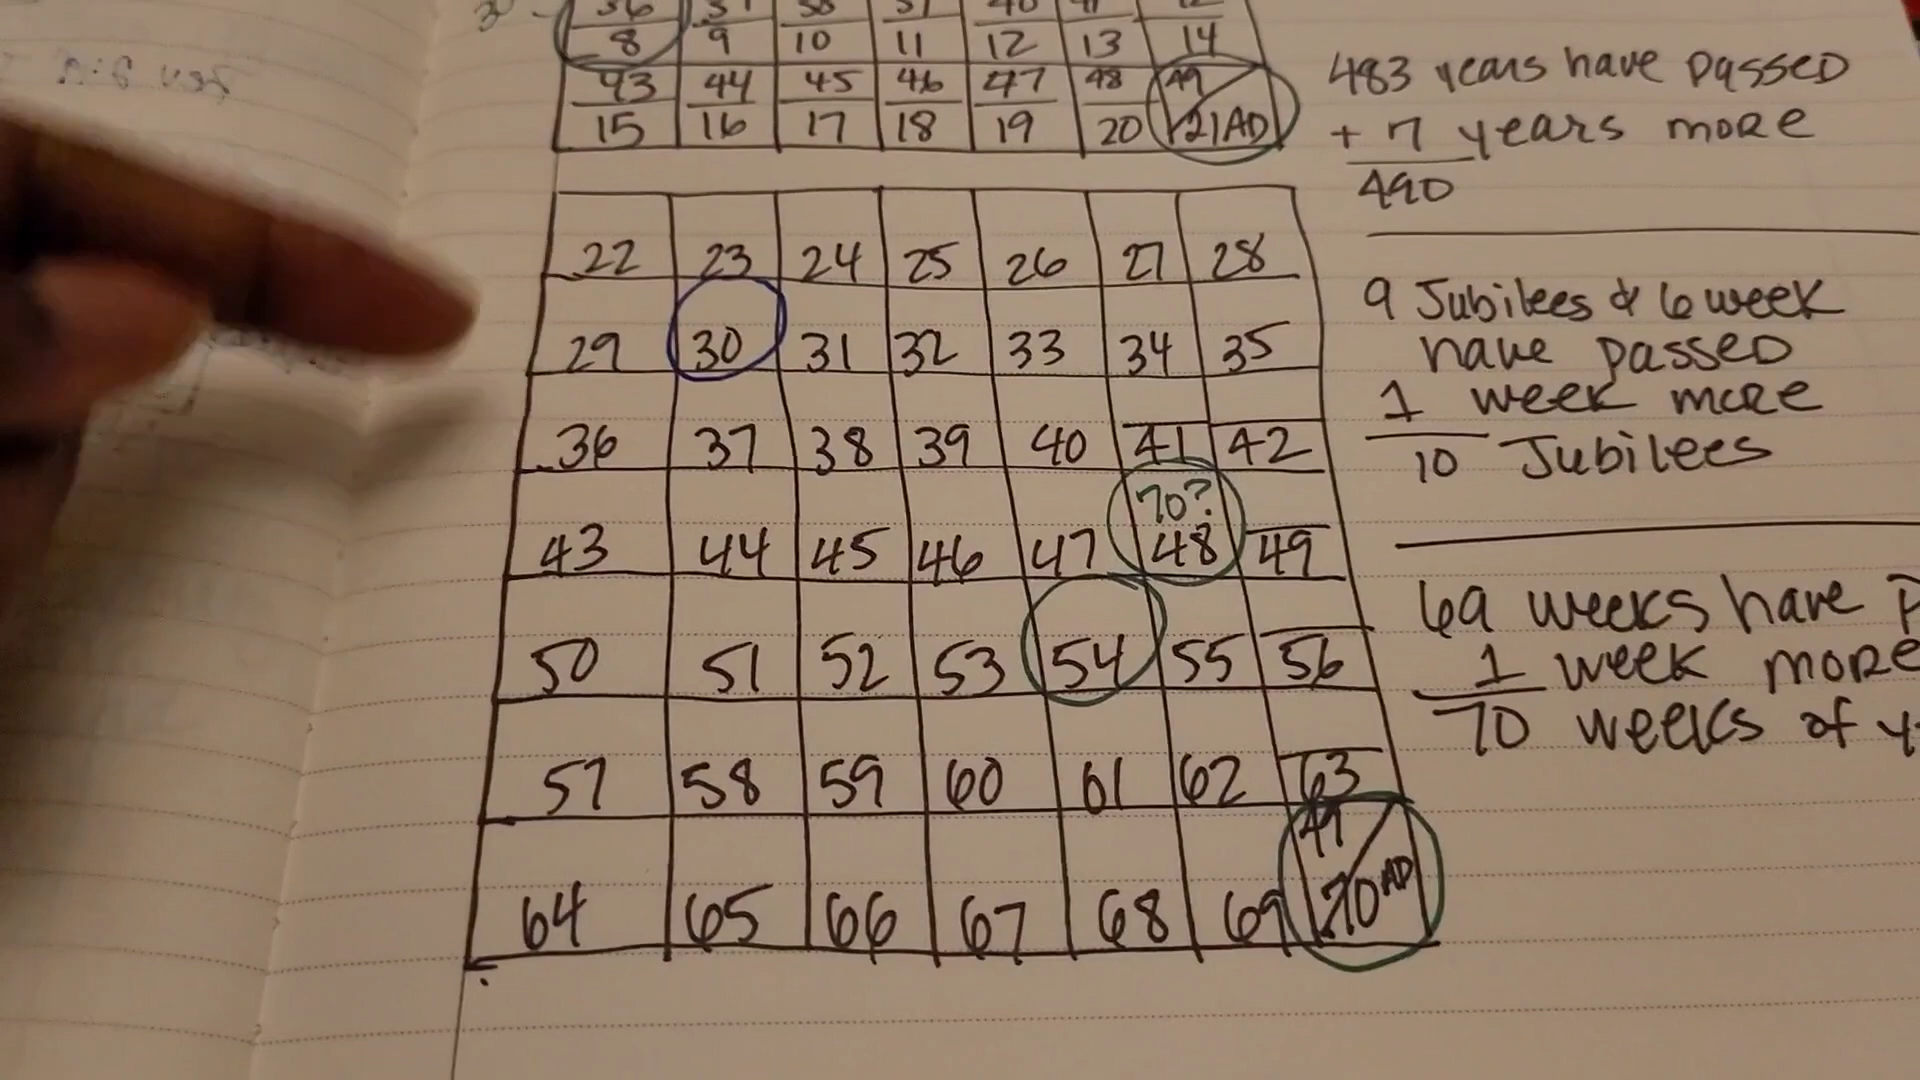 8 9 10 11 12 13 14
43 44 45 46 47 48 49
15 16 17 18 19 20 21AD
22 23 24 25 26 27 28
29 30 31 32 33 34 35
36 37 38 39 40 41 42
70?
43 44 45 46 47 48 49
50 51 52 53 54 55 56
57 58 59 60 61 62 63
49
64 65 66 67 68 69 70 AD
483 years have passed
+ 7 years more
490
9 Jubilees & 6 week
have passed
1 week more
10 Jubilees
69 weeks have
1 week more
70 weeks of